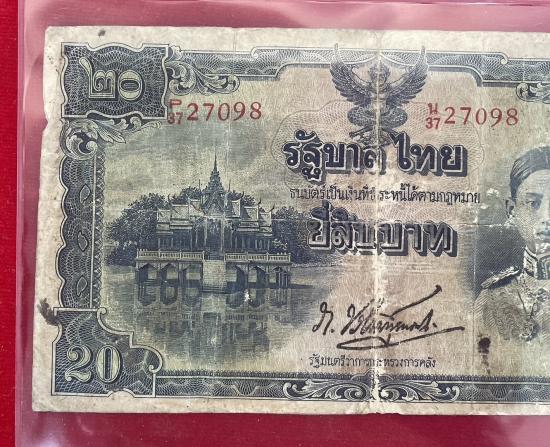 ๒๐
P/37 27098
น/37 27098
รัฐบาลไทย
ธนบัตร์เป็นเงินที่ชำระหนี้ได้ตามกฎหมาย
ยี่สิบบาท
รัฐมนตรีว่าการกระทรวงการคลัง
20